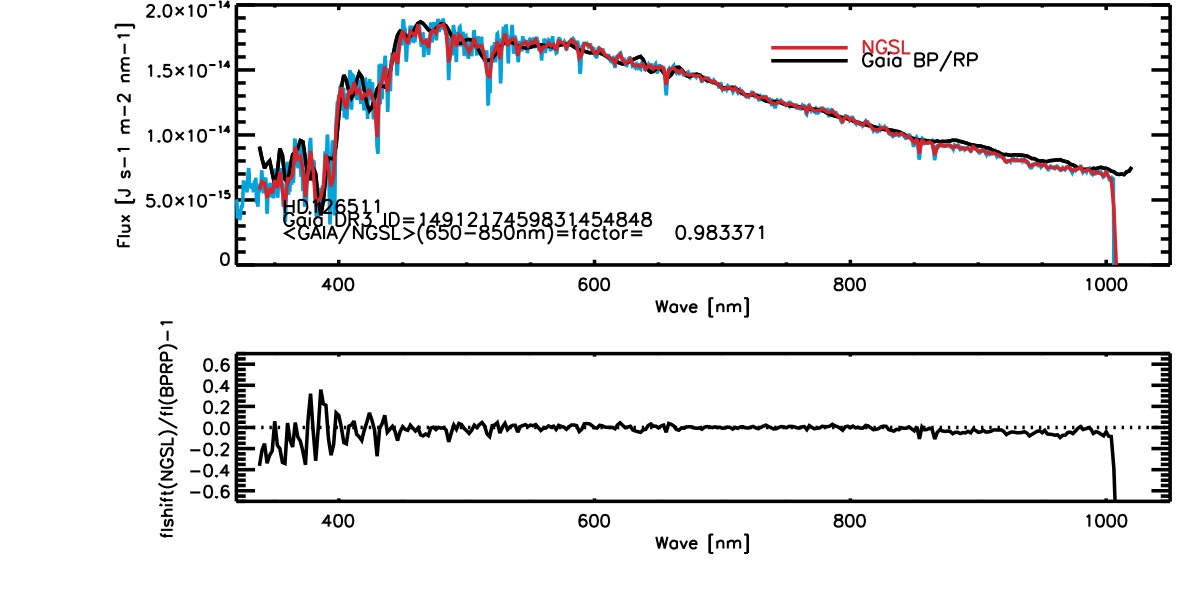 2.0×10−14
1.5×10−14
1.0×10−14
5.0×10−15
0
Flux [J s−1 m−2 nm−1]
NGSL
Gaia BP/RP
HD126511
Gaia DR3 ID=1491217459831454848
<GAIA/NGSL>(650−850nm)=factor= 0.983371
400 600 800 1000
Wave [nm]
flshift(NGSL)/fl(BPRP)−1
0.6
0.4
0.2
0.0
−0.2
−0.4
−0.6
400 600 800 1000
Wave [nm]